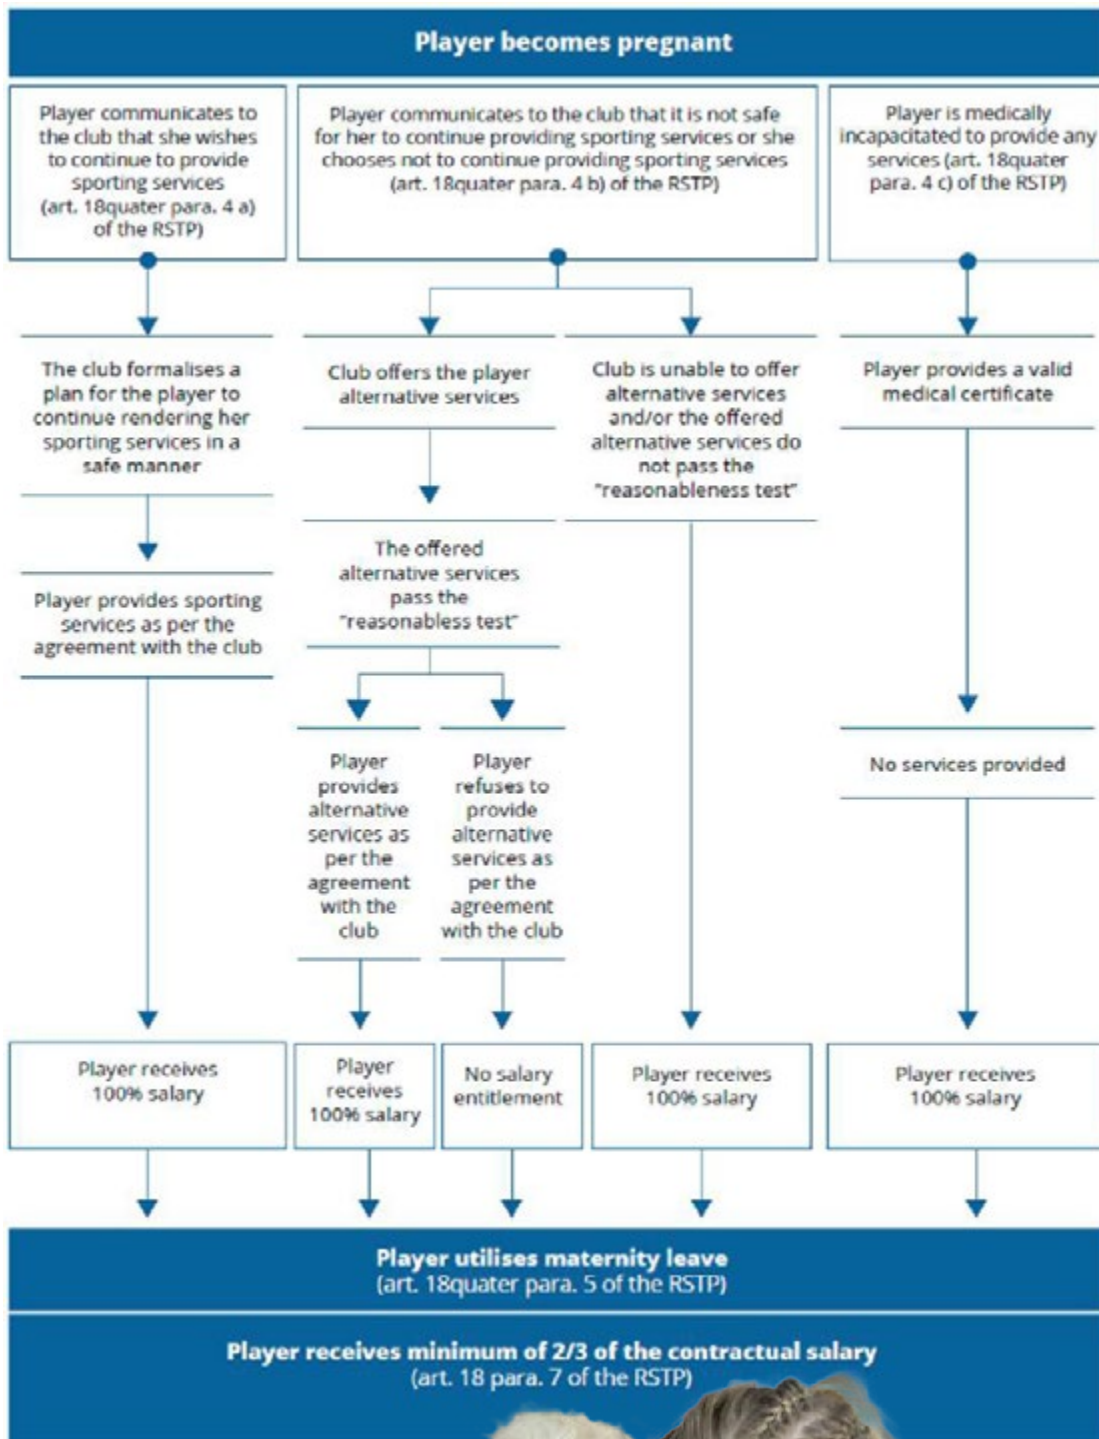 Player becomes pregnant
Player communicates to
the club that she wishes
to continue to provide
sporting services
(art. 18quater para. 4 a)
of the RSTP)
Player communicates to the club that it is not safe
for her to continue providing sporting services or she
chooses not to continue providing sporting services
(art. 18quater para. 4 b) of the RSTP)
Player is medically
incapacitated to provide any
services (art. 18quater
para. 4 c) of the RSTP)
The club formalises a
plan for the player to
continue rendering her
sporting services in a
safe manner
Club offers the player
alternative services
Club is unable to offer
alternative services
and/or the offered
alternative services do
not pass the
"reasonableness test"
Player provides a valid
medical certificate
The offered
alternative services
pass the
"reasonabless test"
Player provides sporting
services as per the
agreement with the club
Player
provides
alternative
services as
per the
agreement
with the
club
Player
refuses to
provide
alternative
services as
per the
agreement
with the club
No services provided
Player receives
100% salary
Player
receives
100% salary
No salary
entitlement
Player receives
100% salary
Player receives
100% salary
Player utilises maternity leave
(art. 18quater para. 5 of the RSTP)
Player receives minimum of 2/3 of the contractual salary
(art. 18 para. 7 of the RSTP)